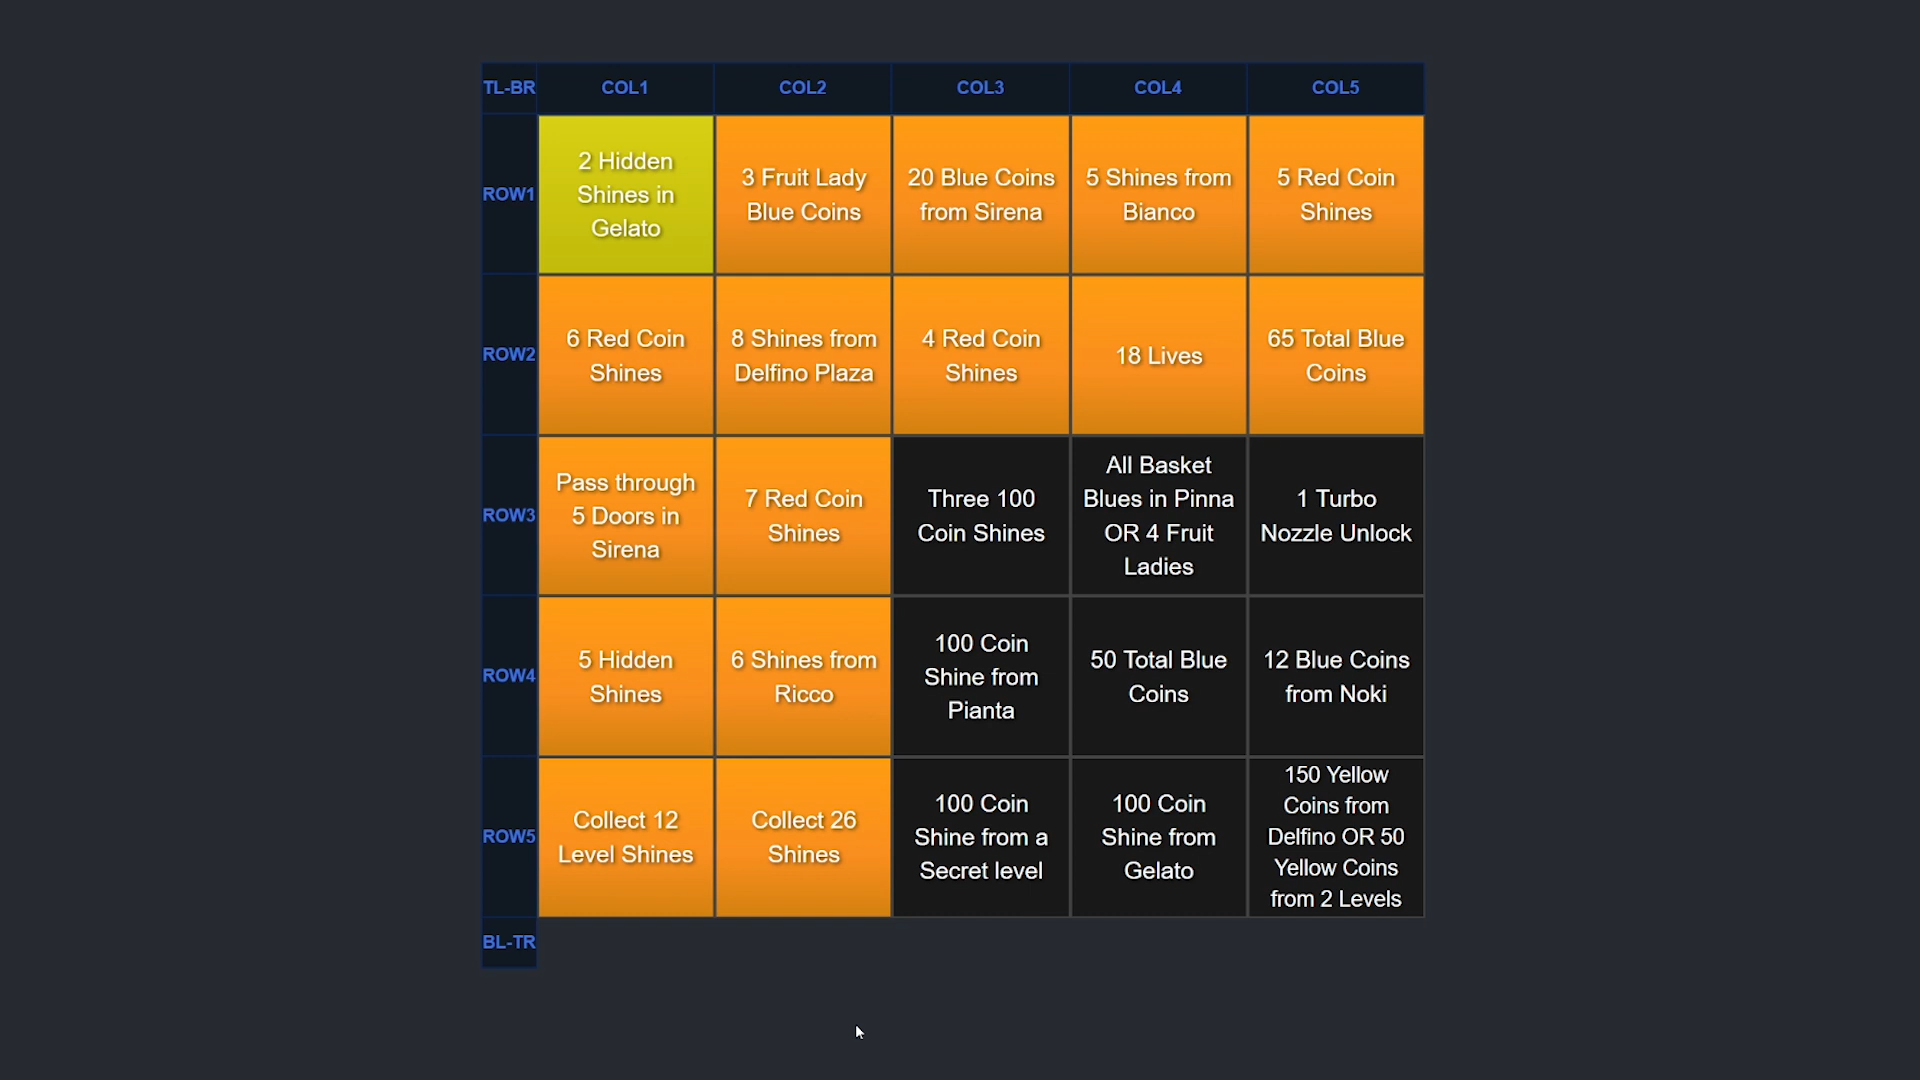 TL-BR COL1 COL2 COL3 COL4 COL5
ROW1
2 Hidden
Shines in
Gelato
3 Fruit Lady
Blue Coins
20 Blue Coins
from Sirena
5 Shines from
Bianco
5 Red Coin
Shines
ROW2
6 Red Coin
Shines
8 Shines from
Delfino Plaza
4 Red Coin
Shines
18 Lives
65 Total Blue
Coins
ROW3
Pass through
5 Doors in
Sirena
7 Red Coin
Shines
Three 100
Coin Shines
All Basket
Blues in Pinna
OR 4 Fruit
Ladies
1 Turbo
Nozzle Unlock
ROW4
5 Hidden
Shines
6 Shines from
Ricco
100 Coin
Shine from
Pianta
50 Total Blue
Coins
12 Blue Coins
from Noki
ROW5
Collect 12
Level Shines
Collect 26
Shines
100 Coin
Shine from a
Secret level
100 Coin
Shine from
Gelato
150 Yellow
Coins from
Delfino OR 50
Yellow Coins
from 2 Levels
BL-TR